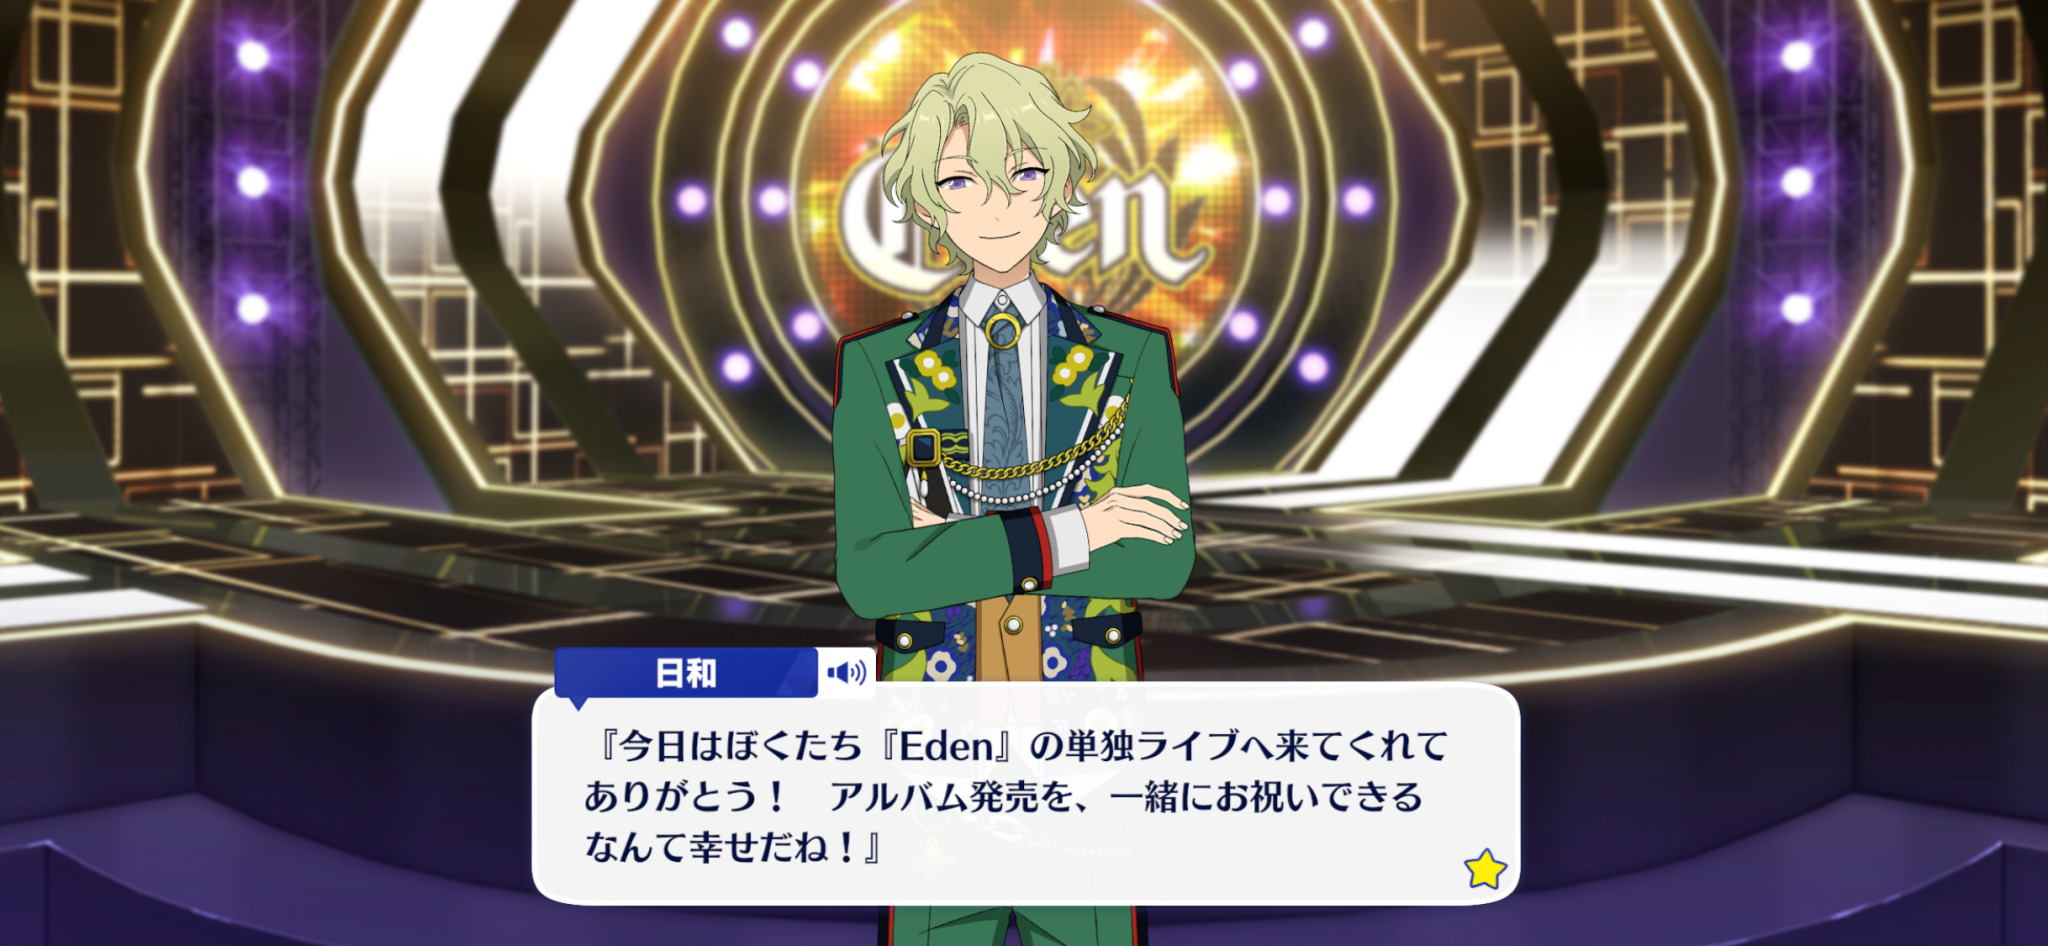 Eden
日和
『今日はぼくたち『Eden』の単独ライブへ来てくれて
ありがとう！　アルバム発売を、一緒にお祝いできる
なんて幸せだね！』